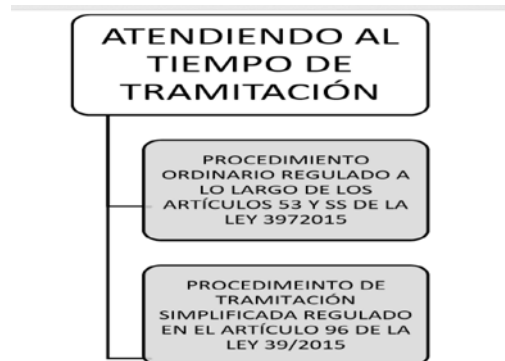 ATENDIENDO AL
TIEMPO DE
TRAMITACIÓN
PROCEDIMIENTO
ORDINARIO REGULADO A
LO LARGO DE LOS
ARTÍCULOS 53 Y SS DE LA
LEY 3972015
PROCEDIMEINTO DE
TRAMITACIÓN
SIMPLIFICADA REGULADO
EN EL ARTÍCULO 96 DE LA
LEY 39/2015